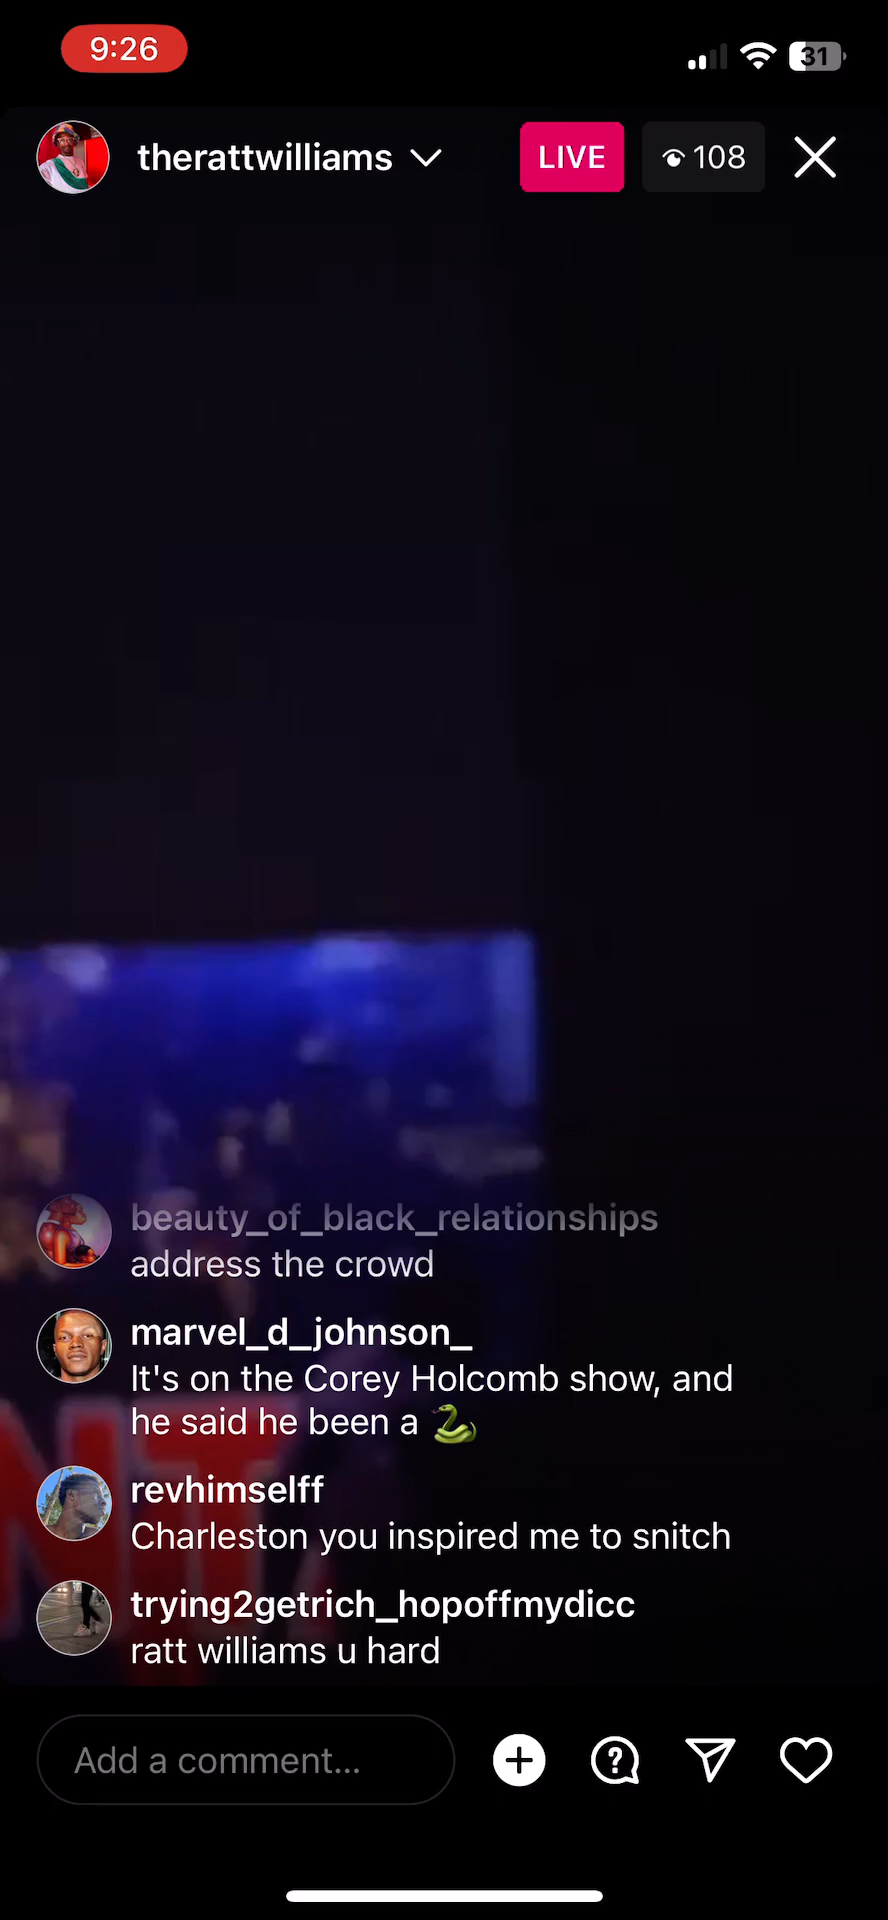 9:26
31
therattwilliams
LIVE
108
beauty_of_black_relationships
address the crowd
marvel_d_johnson_
It's on the Corey Holcomb show, and
he said he been a 🐍
revhimselff
Charleston you inspired me to snitch
trying2getrich_hopoffmydicc
ratt williams u hard
Add a comment...